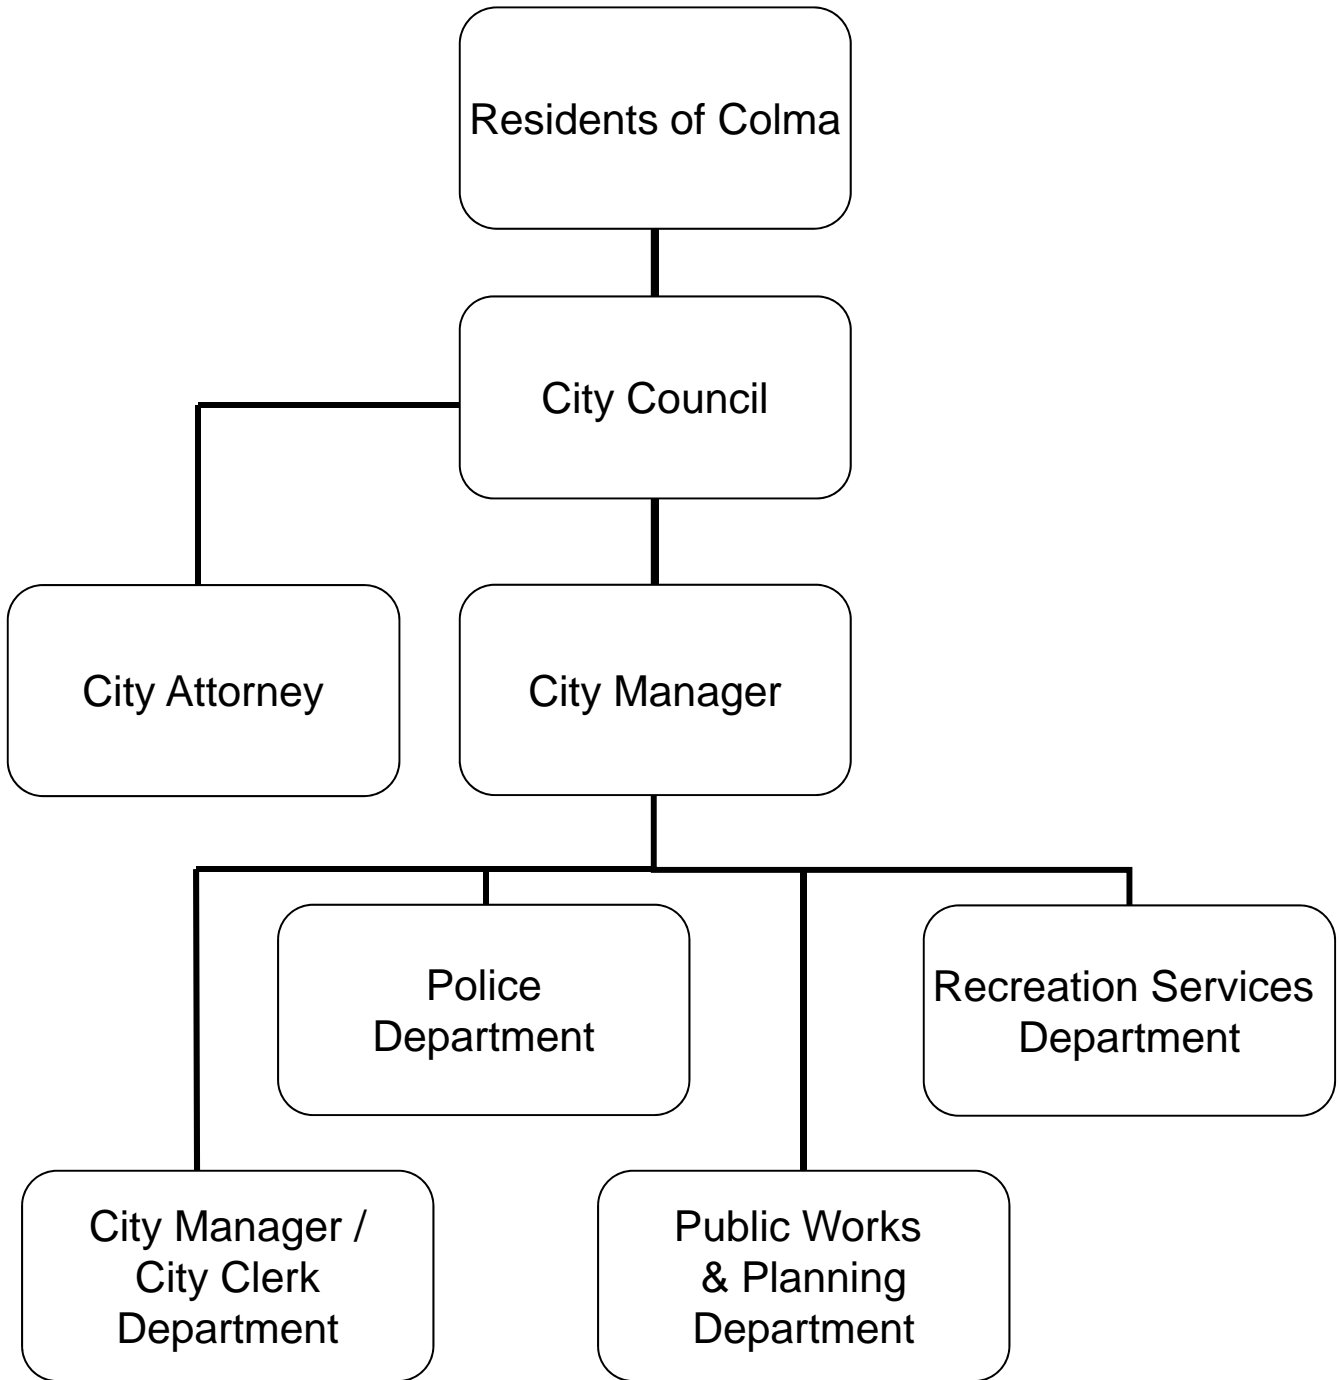 Residents of Colma
City Council
City Attorney
City Manager
Police
Department
Recreation Services
Department
City Manager /
City Clerk
Department
Public Works
& Planning
Department